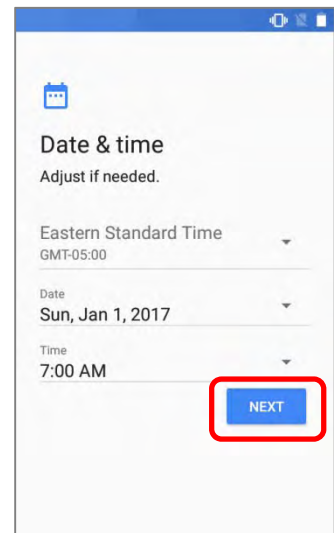 Date & time
Adjust if needed.
Eastern Standard Time
GMT-05:00
Date
Sun, Jan 1, 2017
Time
7:00 AM
NEXT